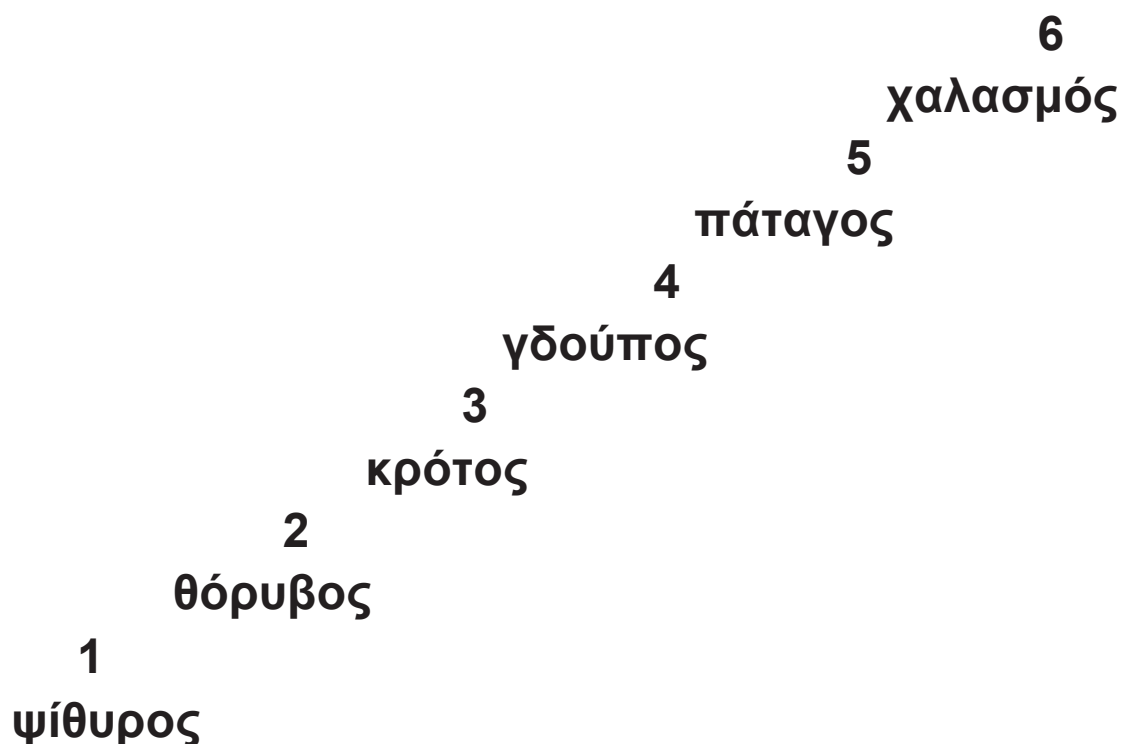 6
χαλασμός
5
πάταγος
4
γδούπος
3
κρότος
2
θόρυβος
1
ψίθυρος